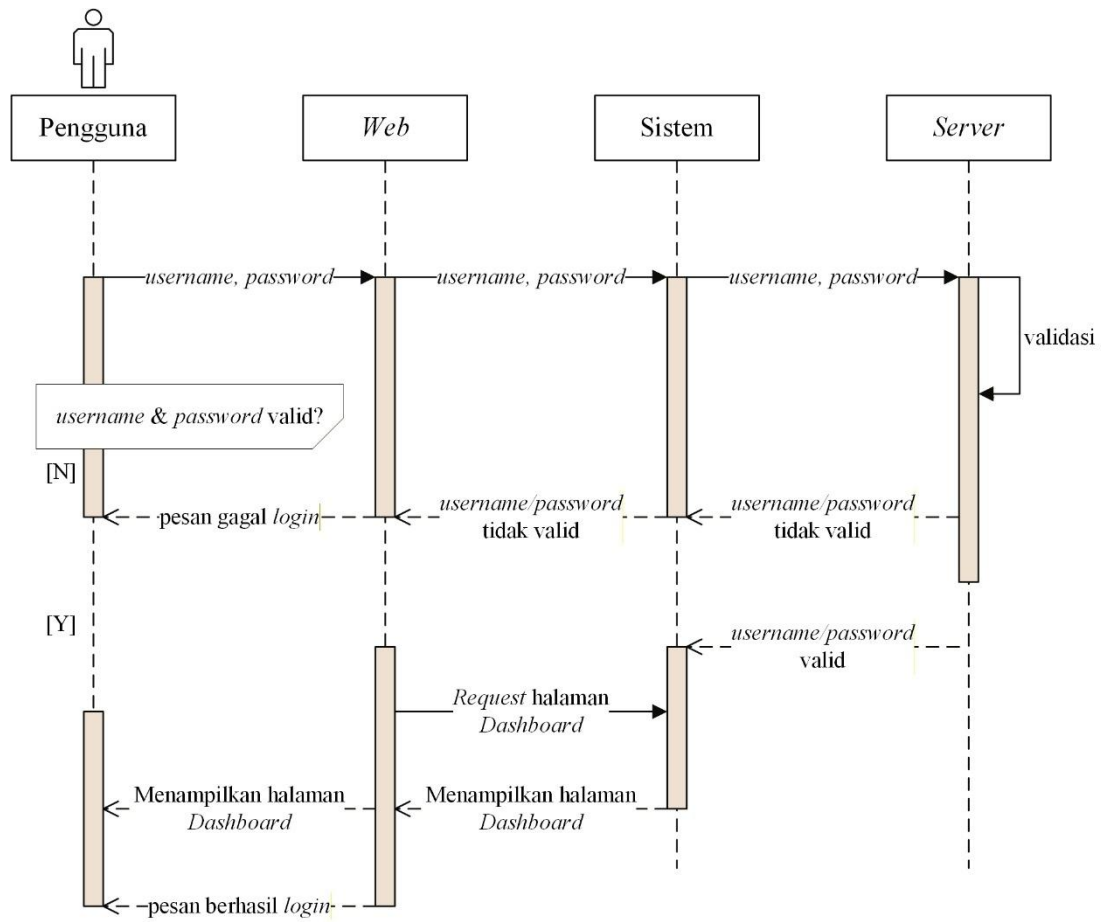 Pengguna
Web
Sistem
Server
username, password
username, password
username, password
validasi
username & password valid?
[N]
pesan gagal login
username/password
tidak valid
username/password
tidak valid
[Y]
username/password
valid
Request halaman
Dashboard
Menampilkan halaman
Dashboard
Menampilkan halaman
Dashboard
pesan berhasil login